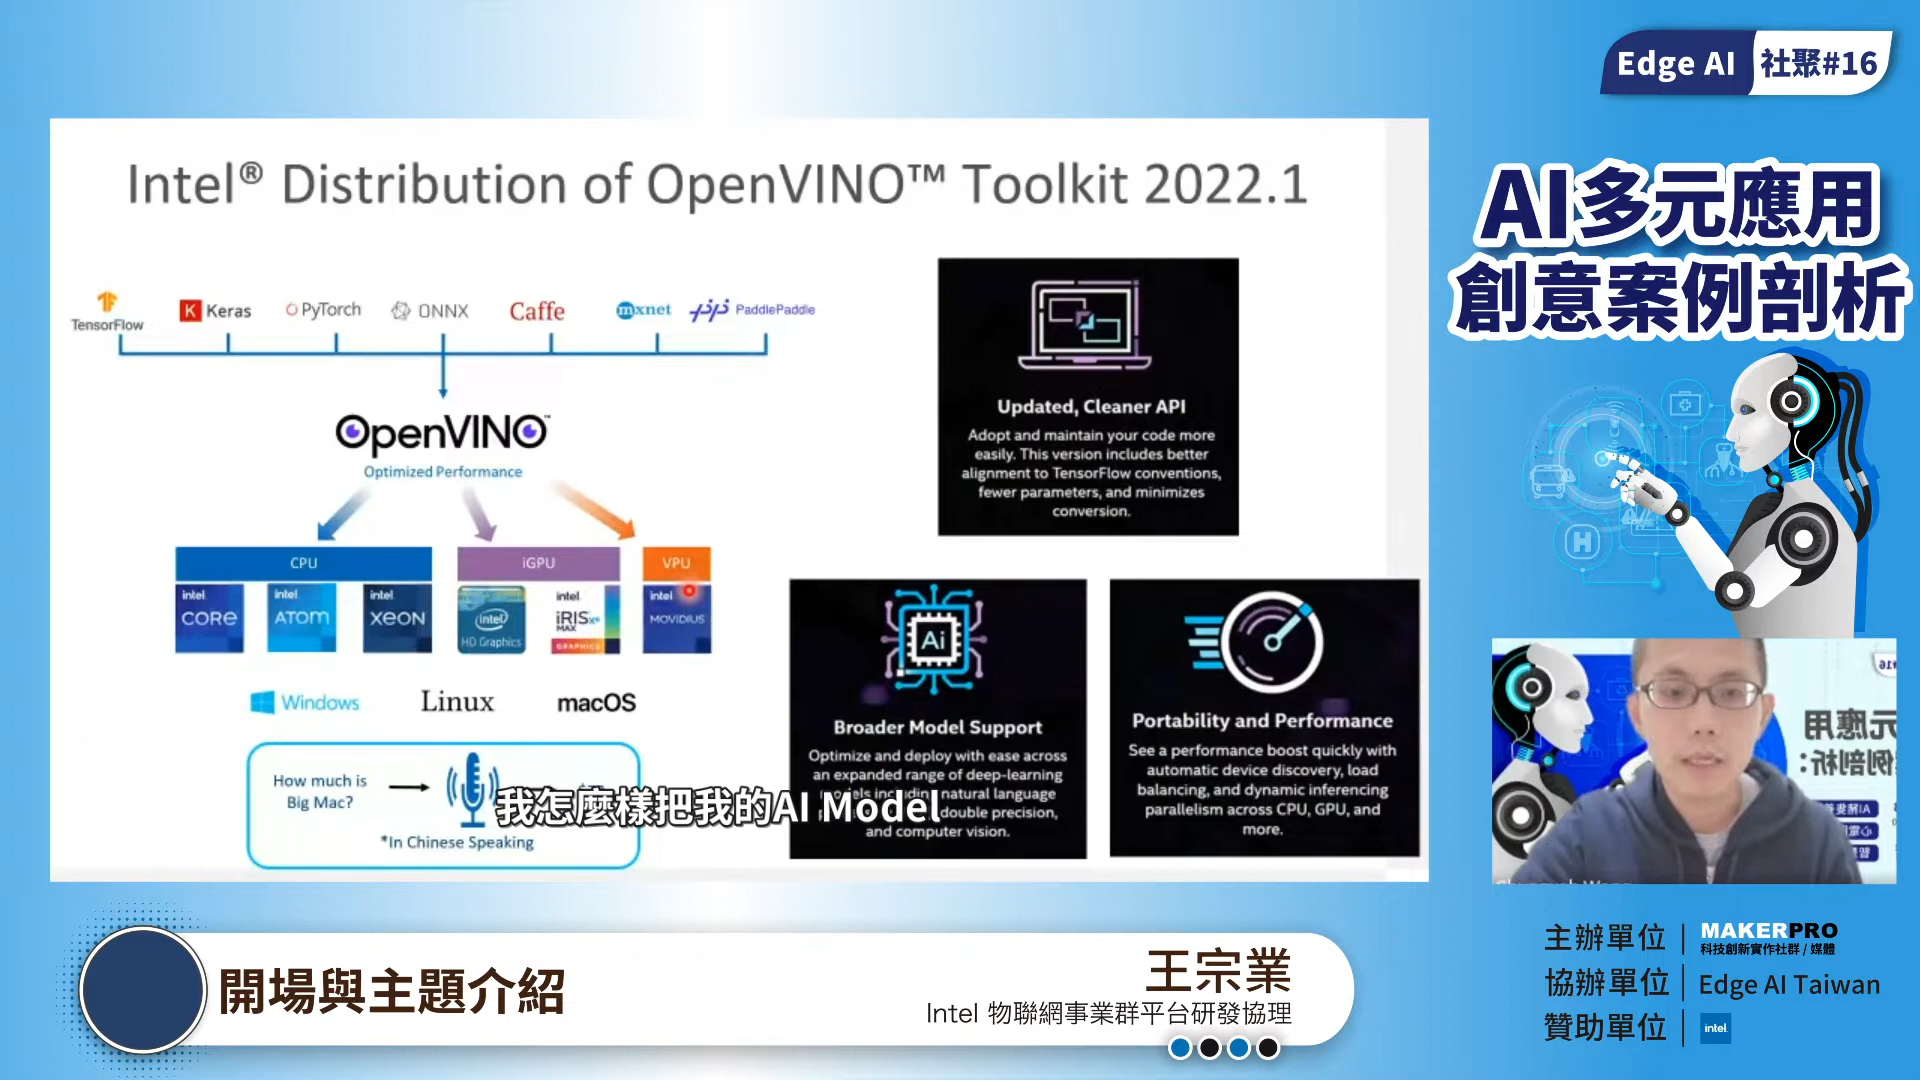 Edge AI 社聚#16
AI多元應用
創意案例剖析
Intel® Distribution of OpenVINO™ Toolkit 2022.1
TensorFlow
Keras
PyTorch
ONNX
Caffe
mxnet
PaddlePaddle
OpenVINO™
Optimized Performance
CPU
iGPU
VPU
intel CORE
intel ATOM
intel XEON
intel HD Graphics
intel iRIS Xe MAX GRAPHICS
intel MOVIDIUS
Windows
Linux
macOS
How much is
Big Mac?
*In Chinese Speaking
Updated, Cleaner API
Adopt and maintain your code more
easily. This version includes better
alignment to TensorFlow conventions,
fewer parameters, and minimizes
conversion.
Ai
Broader Model Support
Optimize and deploy with ease across
an expanded range of deep-learning
models including natural language
double precision,
and computer vision.
Portability and Performance
See a performance boost quickly with
automatic device discovery, load
balancing, and dynamic inferencing
parallelism across CPU, GPU, and
more.
我怎麼樣把我的AI Model
開場與主題介紹
王宗業
Intel 物聯網事業群平台研發協理
主辦單位 | MAKERPRO
科技創新實作社群 / 媒體
協辦單位 | Edge AI Taiwan
贊助單位 | intel